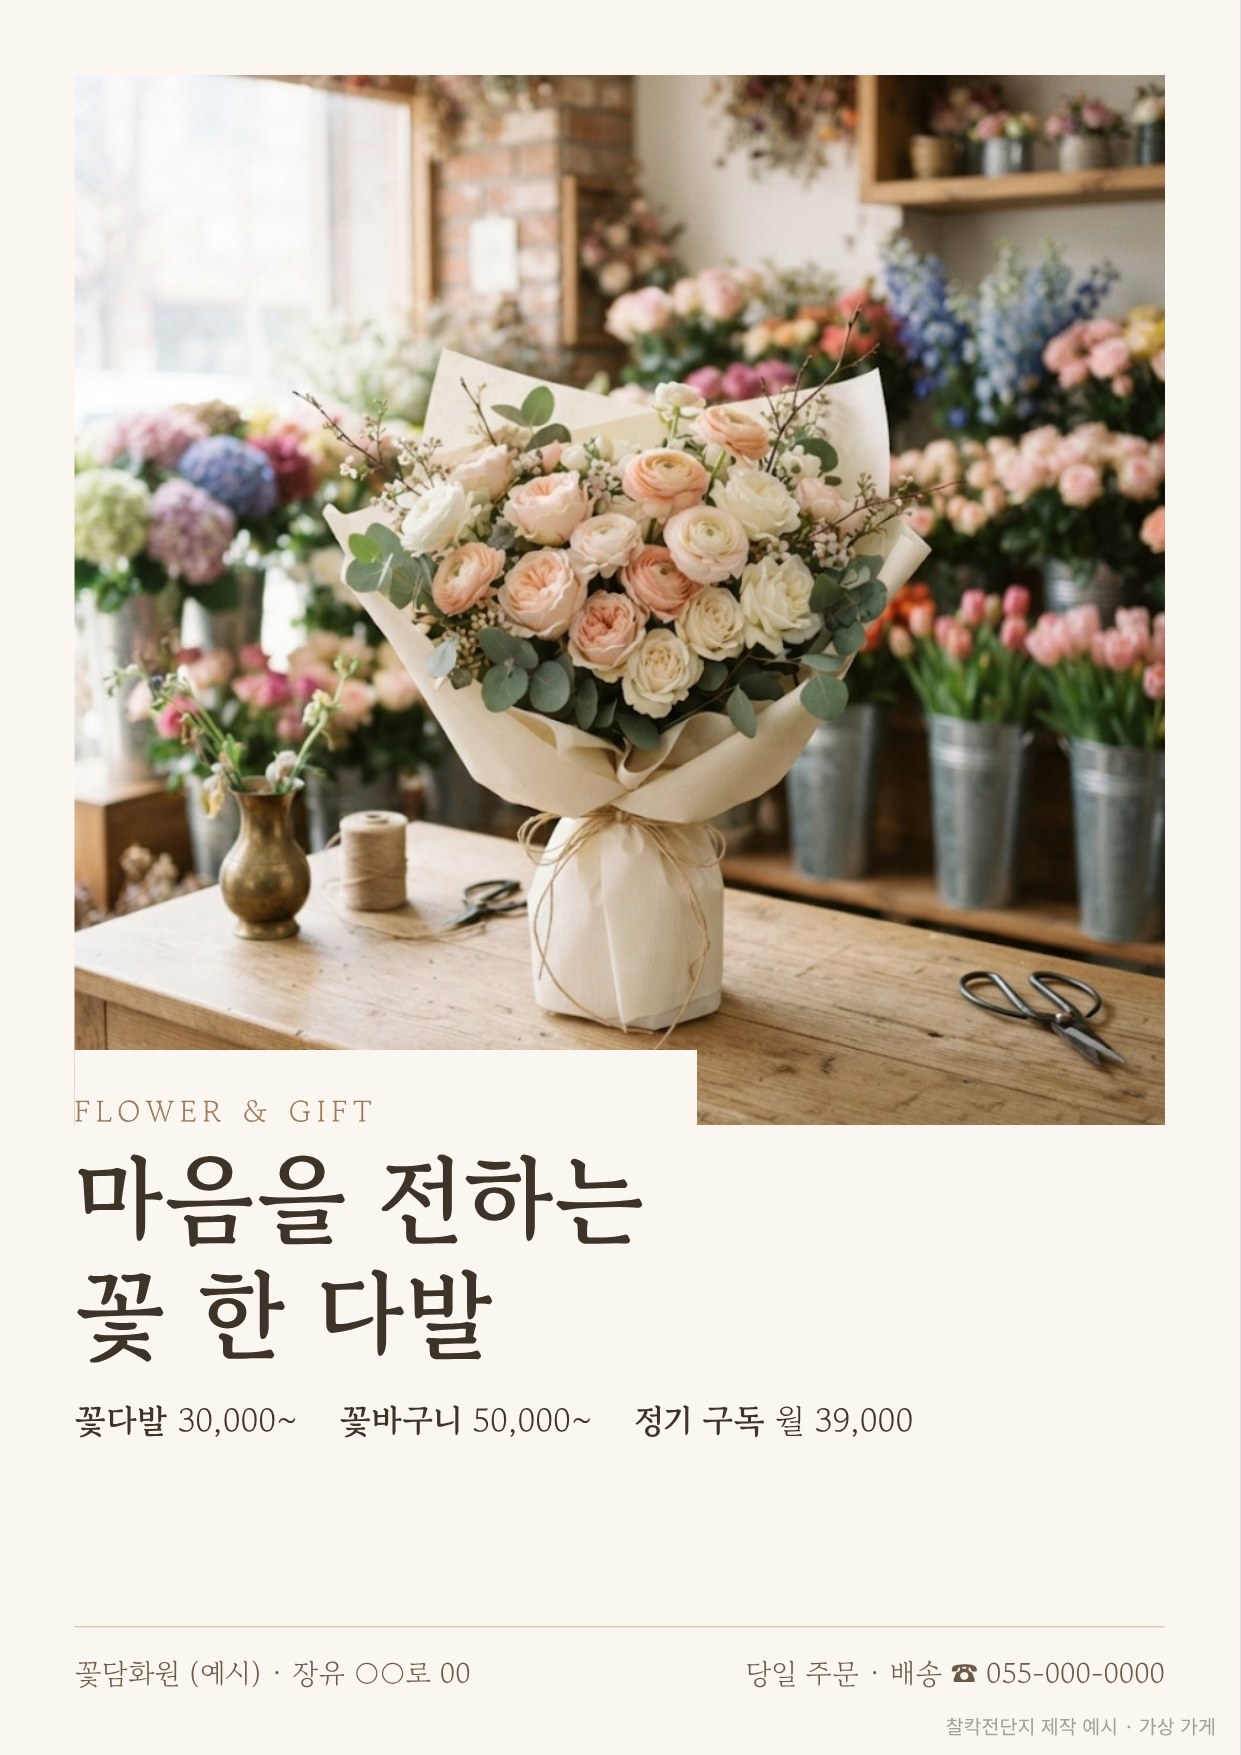 FLOWER & GIFT
마음을 전하는
꽃 한 다발
꽃다발 30,000~ 꽃바구니 50,000~ 정기 구독 월 39,000
꽃담화원 (예시) · 장유 ○○로 00
당일 주문 · 배송 ☎ 055-000-0000
찰칵전단지 제작 예시 · 가상 가게